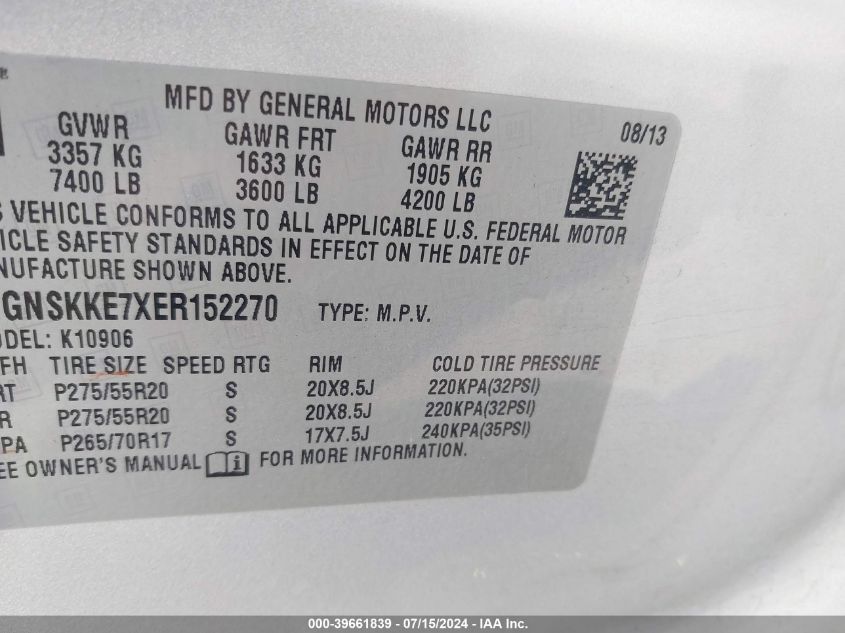 MFD BY GENERAL MOTORS LLC
08/13
GVWR GAWR FRT GAWR RR
3357 KG 1633 KG 1905 KG
7400 LB 3600 LB 4200 LB
S VEHICLE CONFORMS TO ALL APPLICABLE U.S. FEDERAL MOTOR
ICLE SAFETY STANDARDS IN EFFECT ON THE DATE OF
NUFACTURE SHOWN ABOVE.
GNSKKE7XER152270 TYPE: M.P.V.
ODEL: K10906
FH TIRE SIZE SPEED RTG RIM COLD TIRE PRESSURE
RT P275/55R20 S 20X8.5J 220KPA(32PSI)
R P275/55R20 S 20X8.5J 220KPA(32PSI)
PA P265/70R17 S 17X7.5J 240KPA(35PSI)
EE OWNER'S MANUAL FOR MORE INFORMATION.
000-39661839 - 07/15/2024 - IAA Inc.